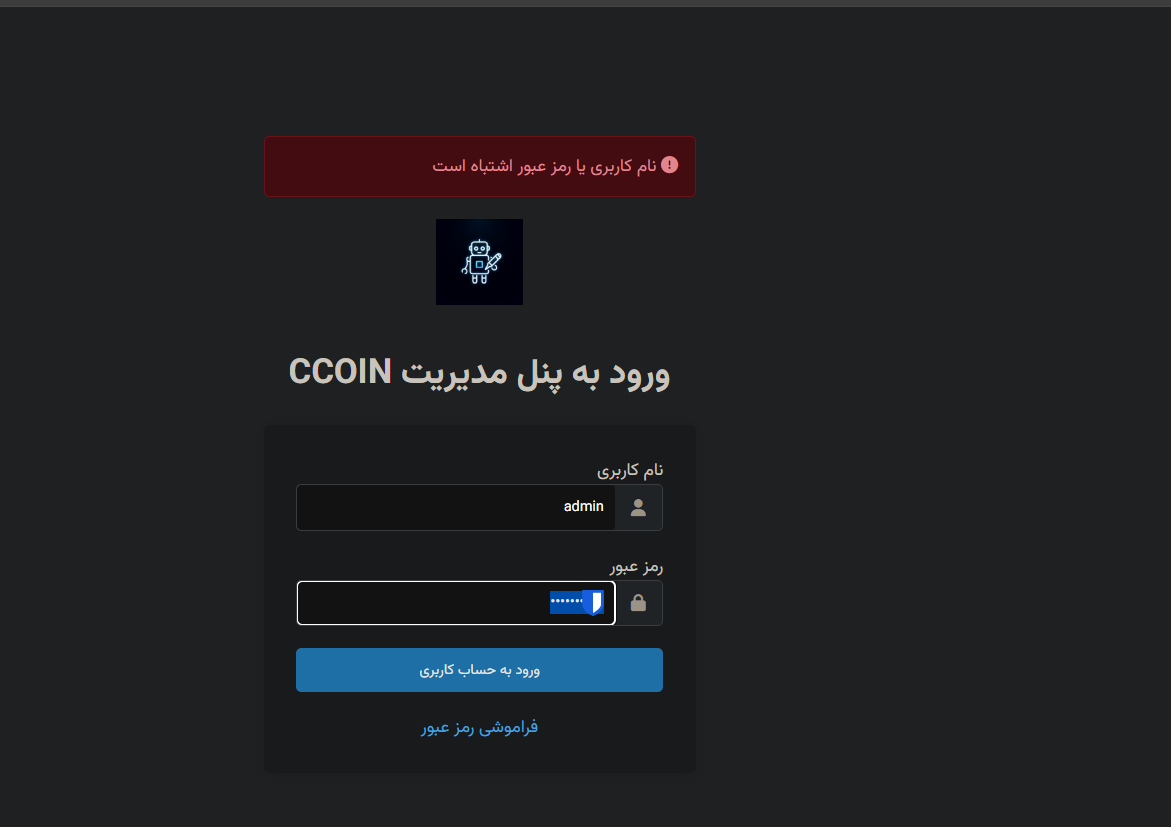 نام کاربری یا رمز عبور اشتباه است
ورود به پنل مدیریت CCOIN
نام کاربری
admin
رمز عبور
ورود به حساب کاربری
فراموشی رمز عبور